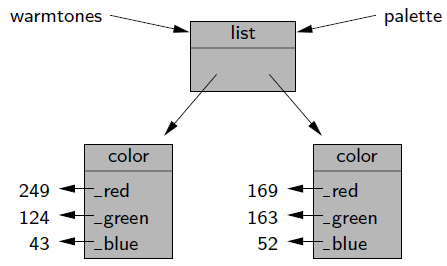 warmtones
palette
list
color
color
249 _red
124 _green
43 _blue
169 _red
163 _green
52 _blue